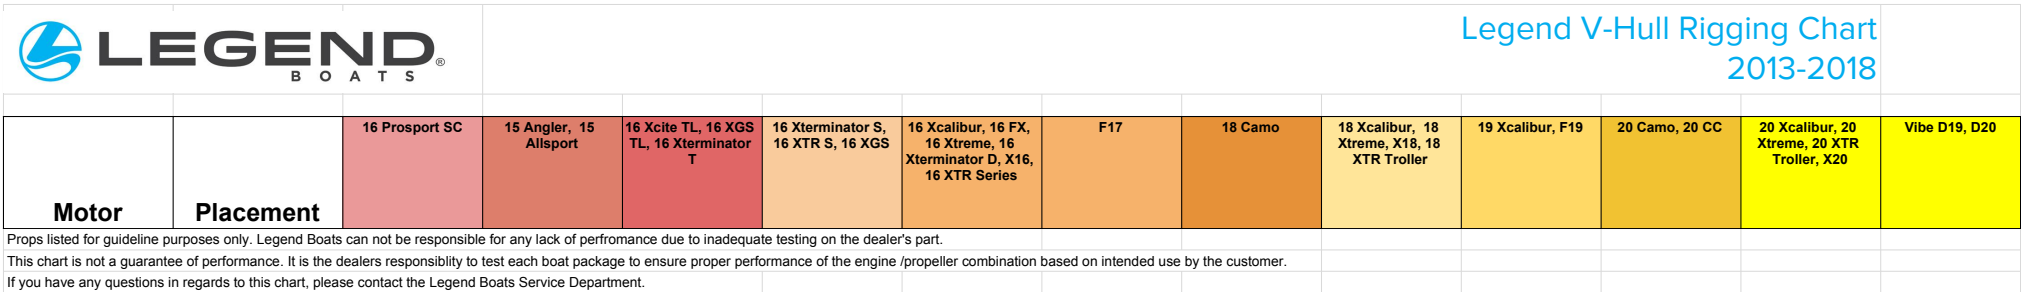 LEGEND®
BOATS
Legend V-Hull Rigging Chart
2013-2018
Motor
Placement
16 Prosport SC
15 Angler, 15
Allsport
16 Xcite TL, 16 XGS
TL, 16 Xterminator
T
16 Xterminator S,
16 XTR S, 16 XGS
16 Xcalibur, 16 FX,
16 Xtreme, 16
Xterminator D, X16,
16 XTR Series
F17
18 Camo
18 Xcalibur, 18
Xtreme, X18, 18
XTR Troller
19 Xcalibur, F19
20 Camo, 20 CC
20 Xcalibur, 20
Xtreme, 20 XTR
Troller, X20
Vibe D19, D20
Props listed for guideline purposes only. Legend Boats can not be responsible for any lack of perfromance due to inadequate testing on the dealer's part.
This chart is not a guarantee of performance. It is the dealers responsiblity to test each boat package to ensure proper performance of the engine /propeller combination based on intended use by the customer.
If you have any questions in regards to this chart, please contact the Legend Boats Service Department.